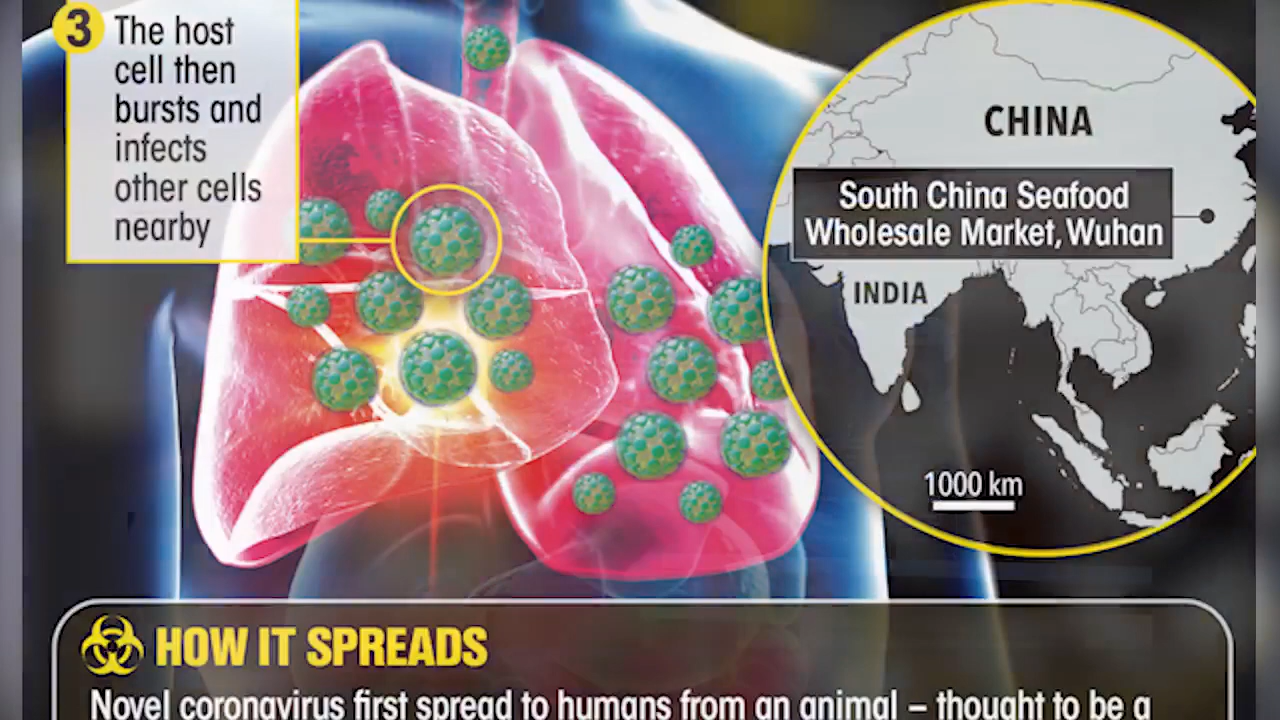 3
The host
cell then
bursts and
infects
other cells
nearby
CHINA
South China Seafood
Wholesale Market, Wuhan
INDIA
1000 km
HOW IT SPREADS
Novel coronavirus first spread to humans from an animal – thought to be a